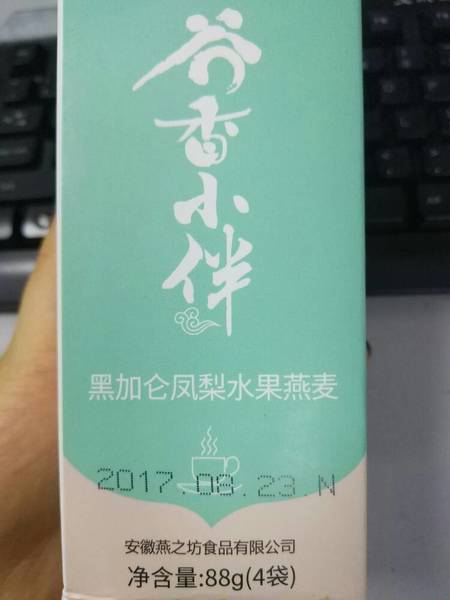 谷香小伴
黑加仑凤梨水果燕麦
2017.08.23.N
安徽燕之坊食品有限公司
净含量:88g(4袋)